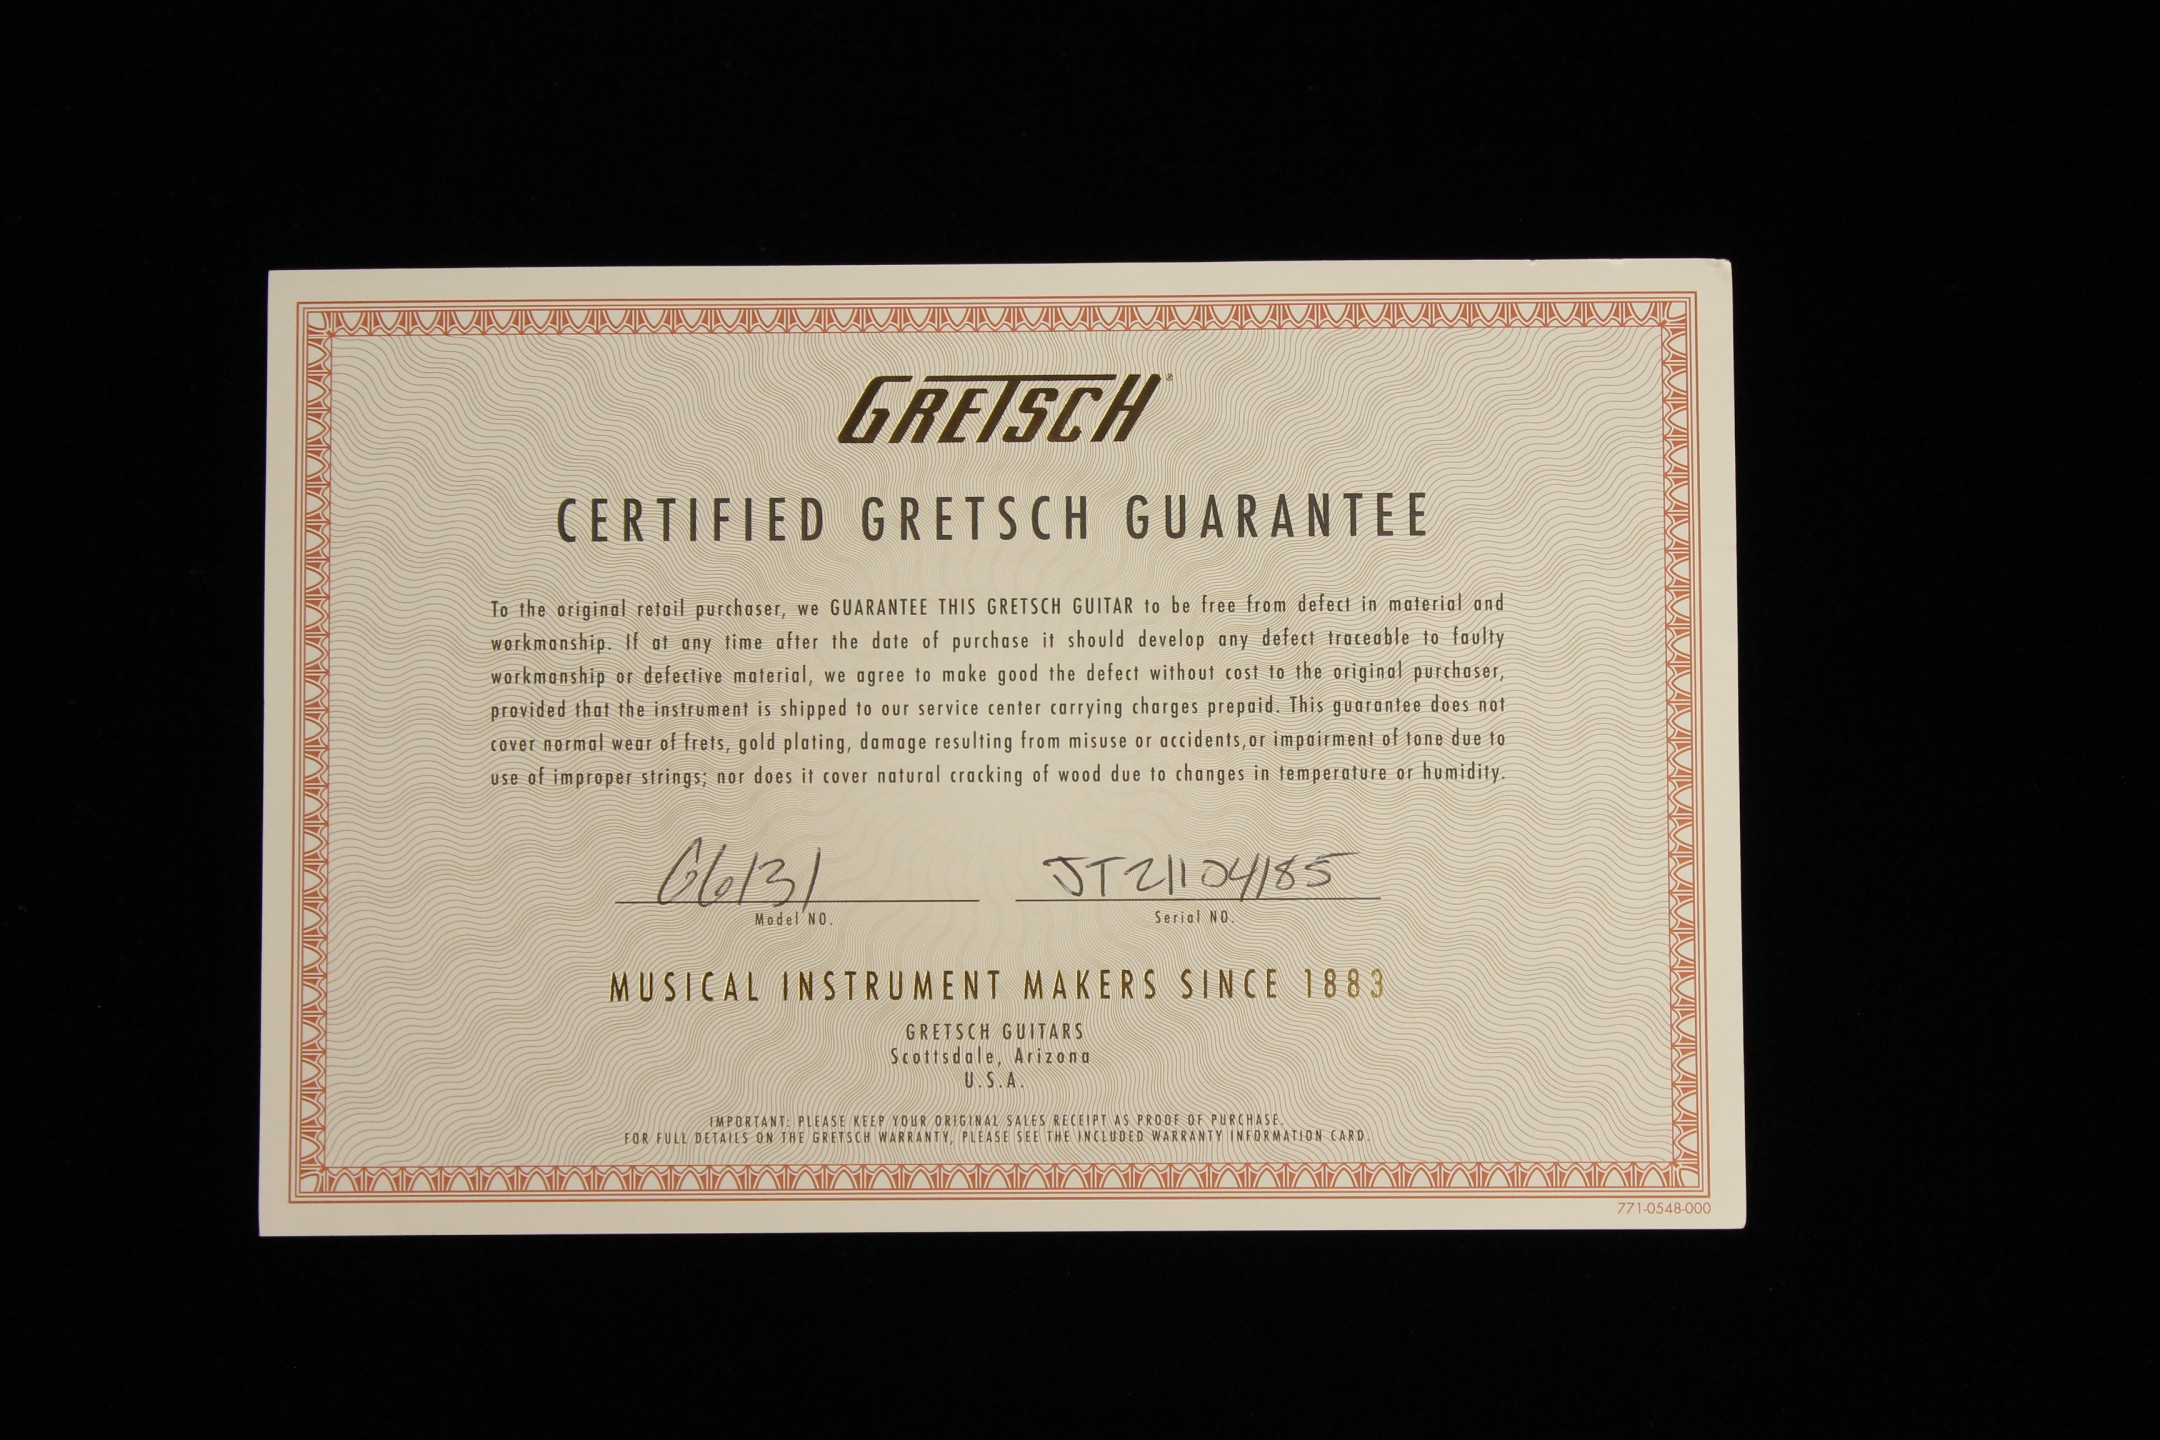 GRETSCH®
CERTIFIED GRETSCH GUARANTEE
To the original retail purchaser, we GUARANTEE THIS GRETSCH GUITAR to be free from defect in material and
workmanship. If at any time after the date of purchase it should develop any defect traceable to faulty
workmanship or defective material, we agree to make good the defect without cost to the original purchaser,
provided that the instrument is shipped to our service center carrying charges prepaid. This guarantee does not
cover normal wear of frets, gold plating, damage resulting from misuse or accidents,or impairment of tone due to
use of improper strings; nor does it cover natural cracking of wood due to changes in temperature or humidity.
G6131 JT21104185
Model NO. Serial NO.
MUSICAL INSTRUMENT MAKERS SINCE 1883
GRETSCH GUITARS
Scottsdale, Arizona
U.S.A.
IMPORTANT: PLEASE KEEP YOUR ORIGINAL SALES RECEIPT AS PROOF OF PURCHASE.
FOR FULL DETAILS ON THE GRETSCH WARRANTY, PLEASE SEE THE INCLUDED WARRANTY INFORMATION CARD.
771-0548-000